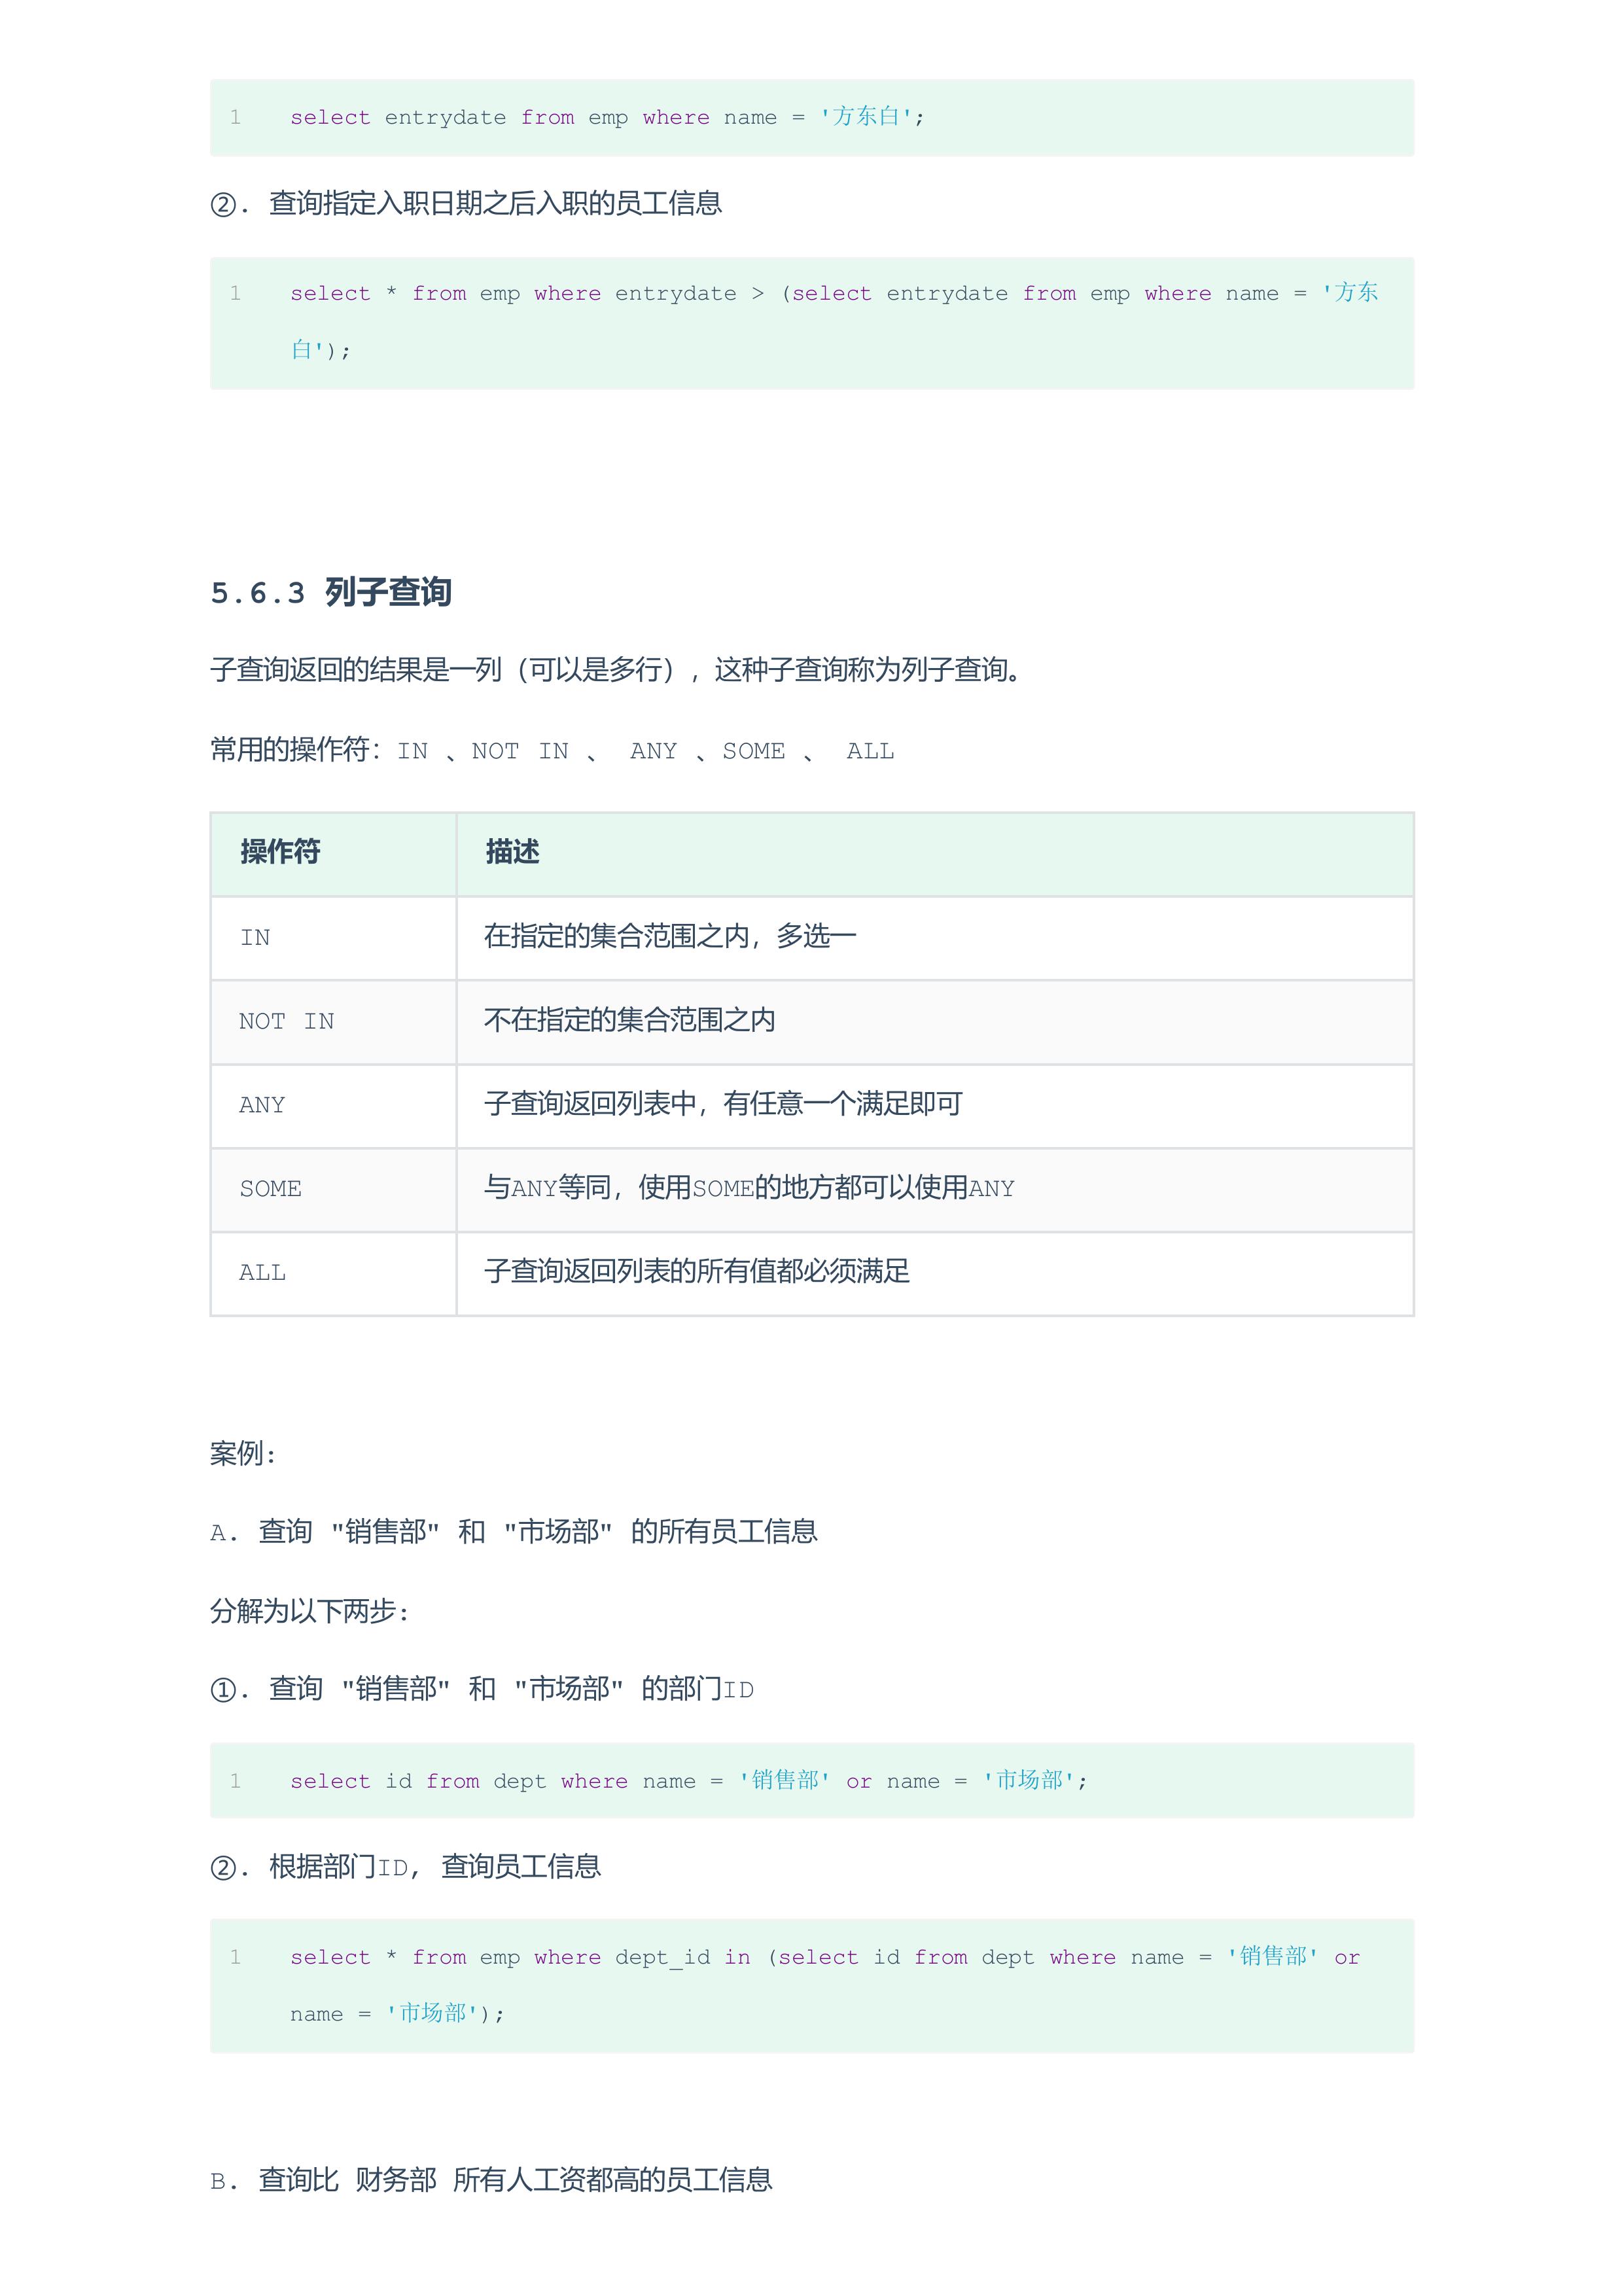 1 select entrydate from emp where name = '方东白';
②. 查询指定入职日期之后入职的员工信息
1 select * from emp where entrydate > (select entrydate from emp where name = '方东
白');
5.6.3 列子查询
子查询返回的结果是一列（可以是多行），这种子查询称为列子查询。
常用的操作符：IN 、NOT IN 、 ANY 、SOME 、 ALL
操作符 描述
IN 在指定的集合范围之内，多选一
NOT IN 不在指定的集合范围之内
ANY 子查询返回列表中，有任意一个满足即可
SOME 与ANY等同，使用SOME的地方都可以使用ANY
ALL 子查询返回列表的所有值都必须满足
案例:
A. 查询 "销售部" 和 "市场部" 的所有员工信息
分解为以下两步:
①. 查询 "销售部" 和 "市场部" 的部门ID
1 select id from dept where name = '销售部' or name = '市场部';
②. 根据部门ID, 查询员工信息
1 select * from emp where dept_id in (select id from dept where name = '销售部' or
name = '市场部');
B. 查询比 财务部 所有人工资都高的员工信息